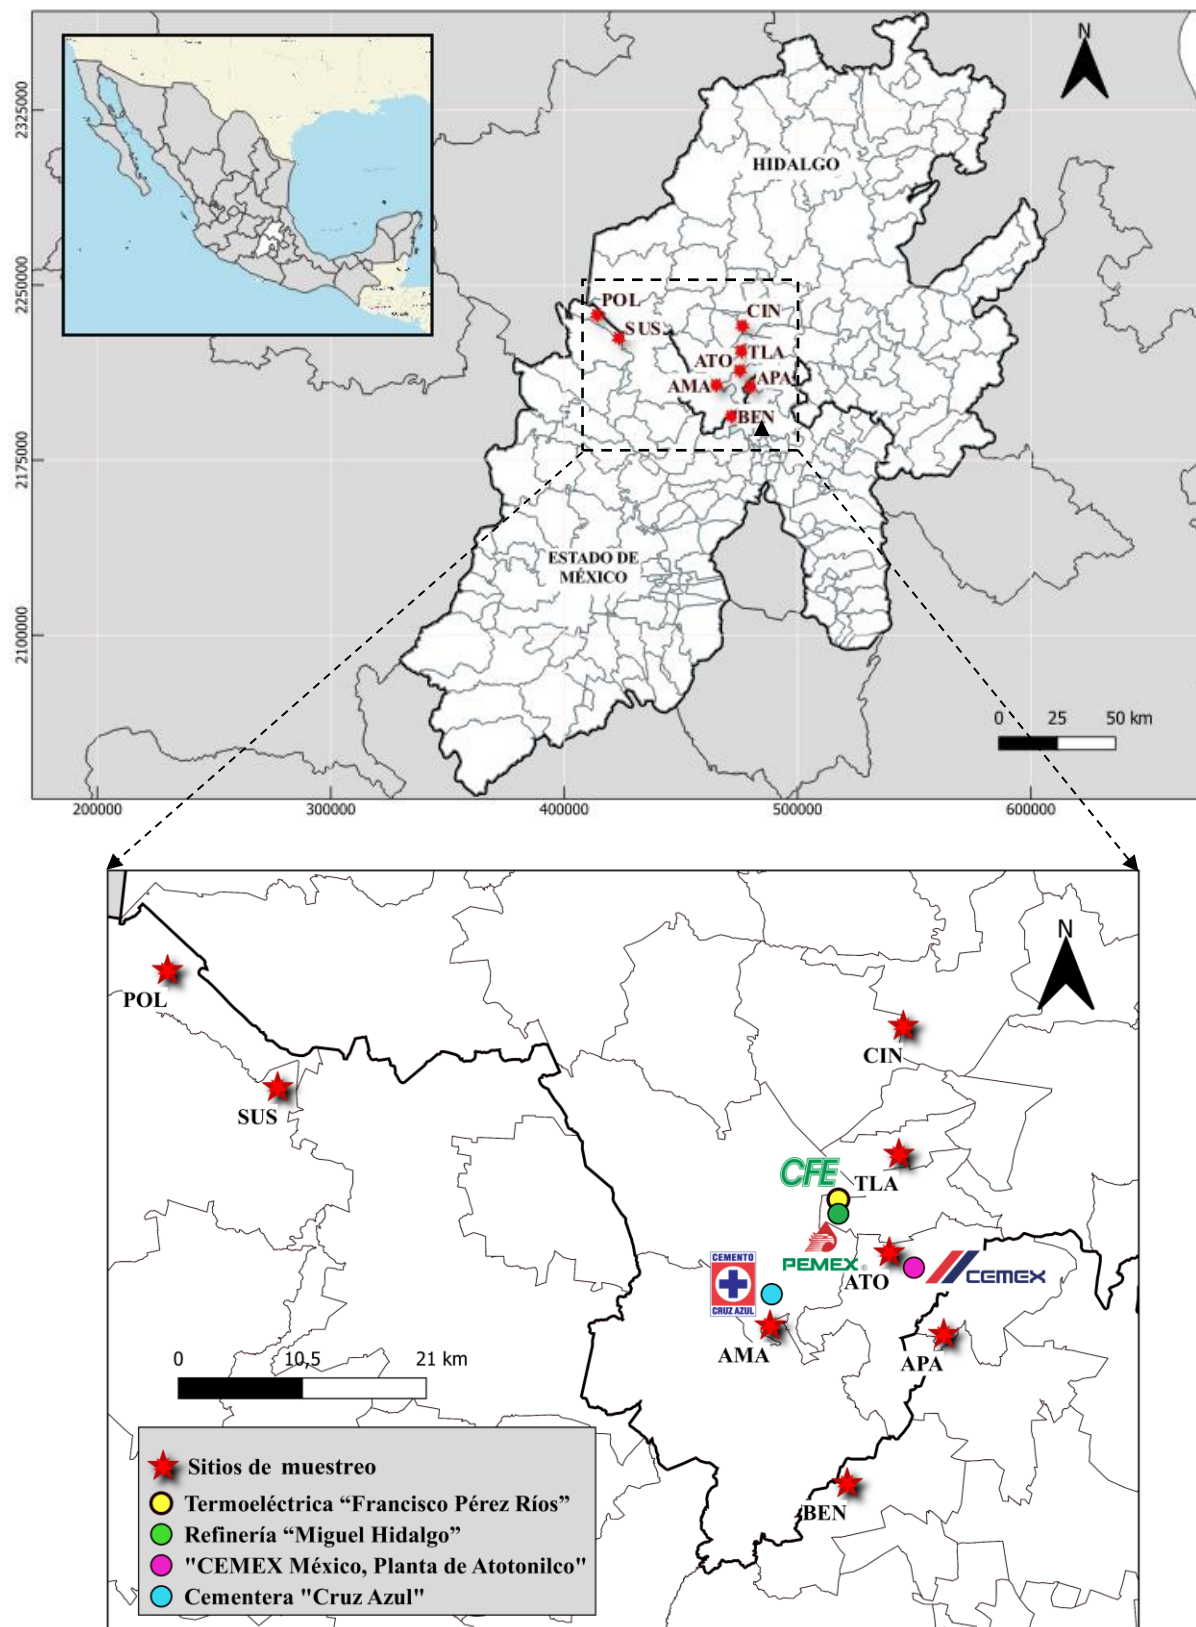 N
2325000
2250000
2175000
2100000
HIDALGO
POL
SUS
CIN
TLA
ATO
APA
AMA
BEN
ESTADO DE
MÉXICO
0 25 50 km
200000 300000 400000 500000 600000
N
POL
CIN
SUS
CFE
TLA
PEMEX®
ATO
CEMEX
CEMENTO
CRUZ AZUL
AMA
APA
0 10,5 21 km
BEN
Sitios de muestreo
Termoeléctrica “Francisco Pérez Ríos”
Refinería “Miguel Hidalgo”
"CEMEX México, Planta de Atotonilco"
Cementera "Cruz Azul"